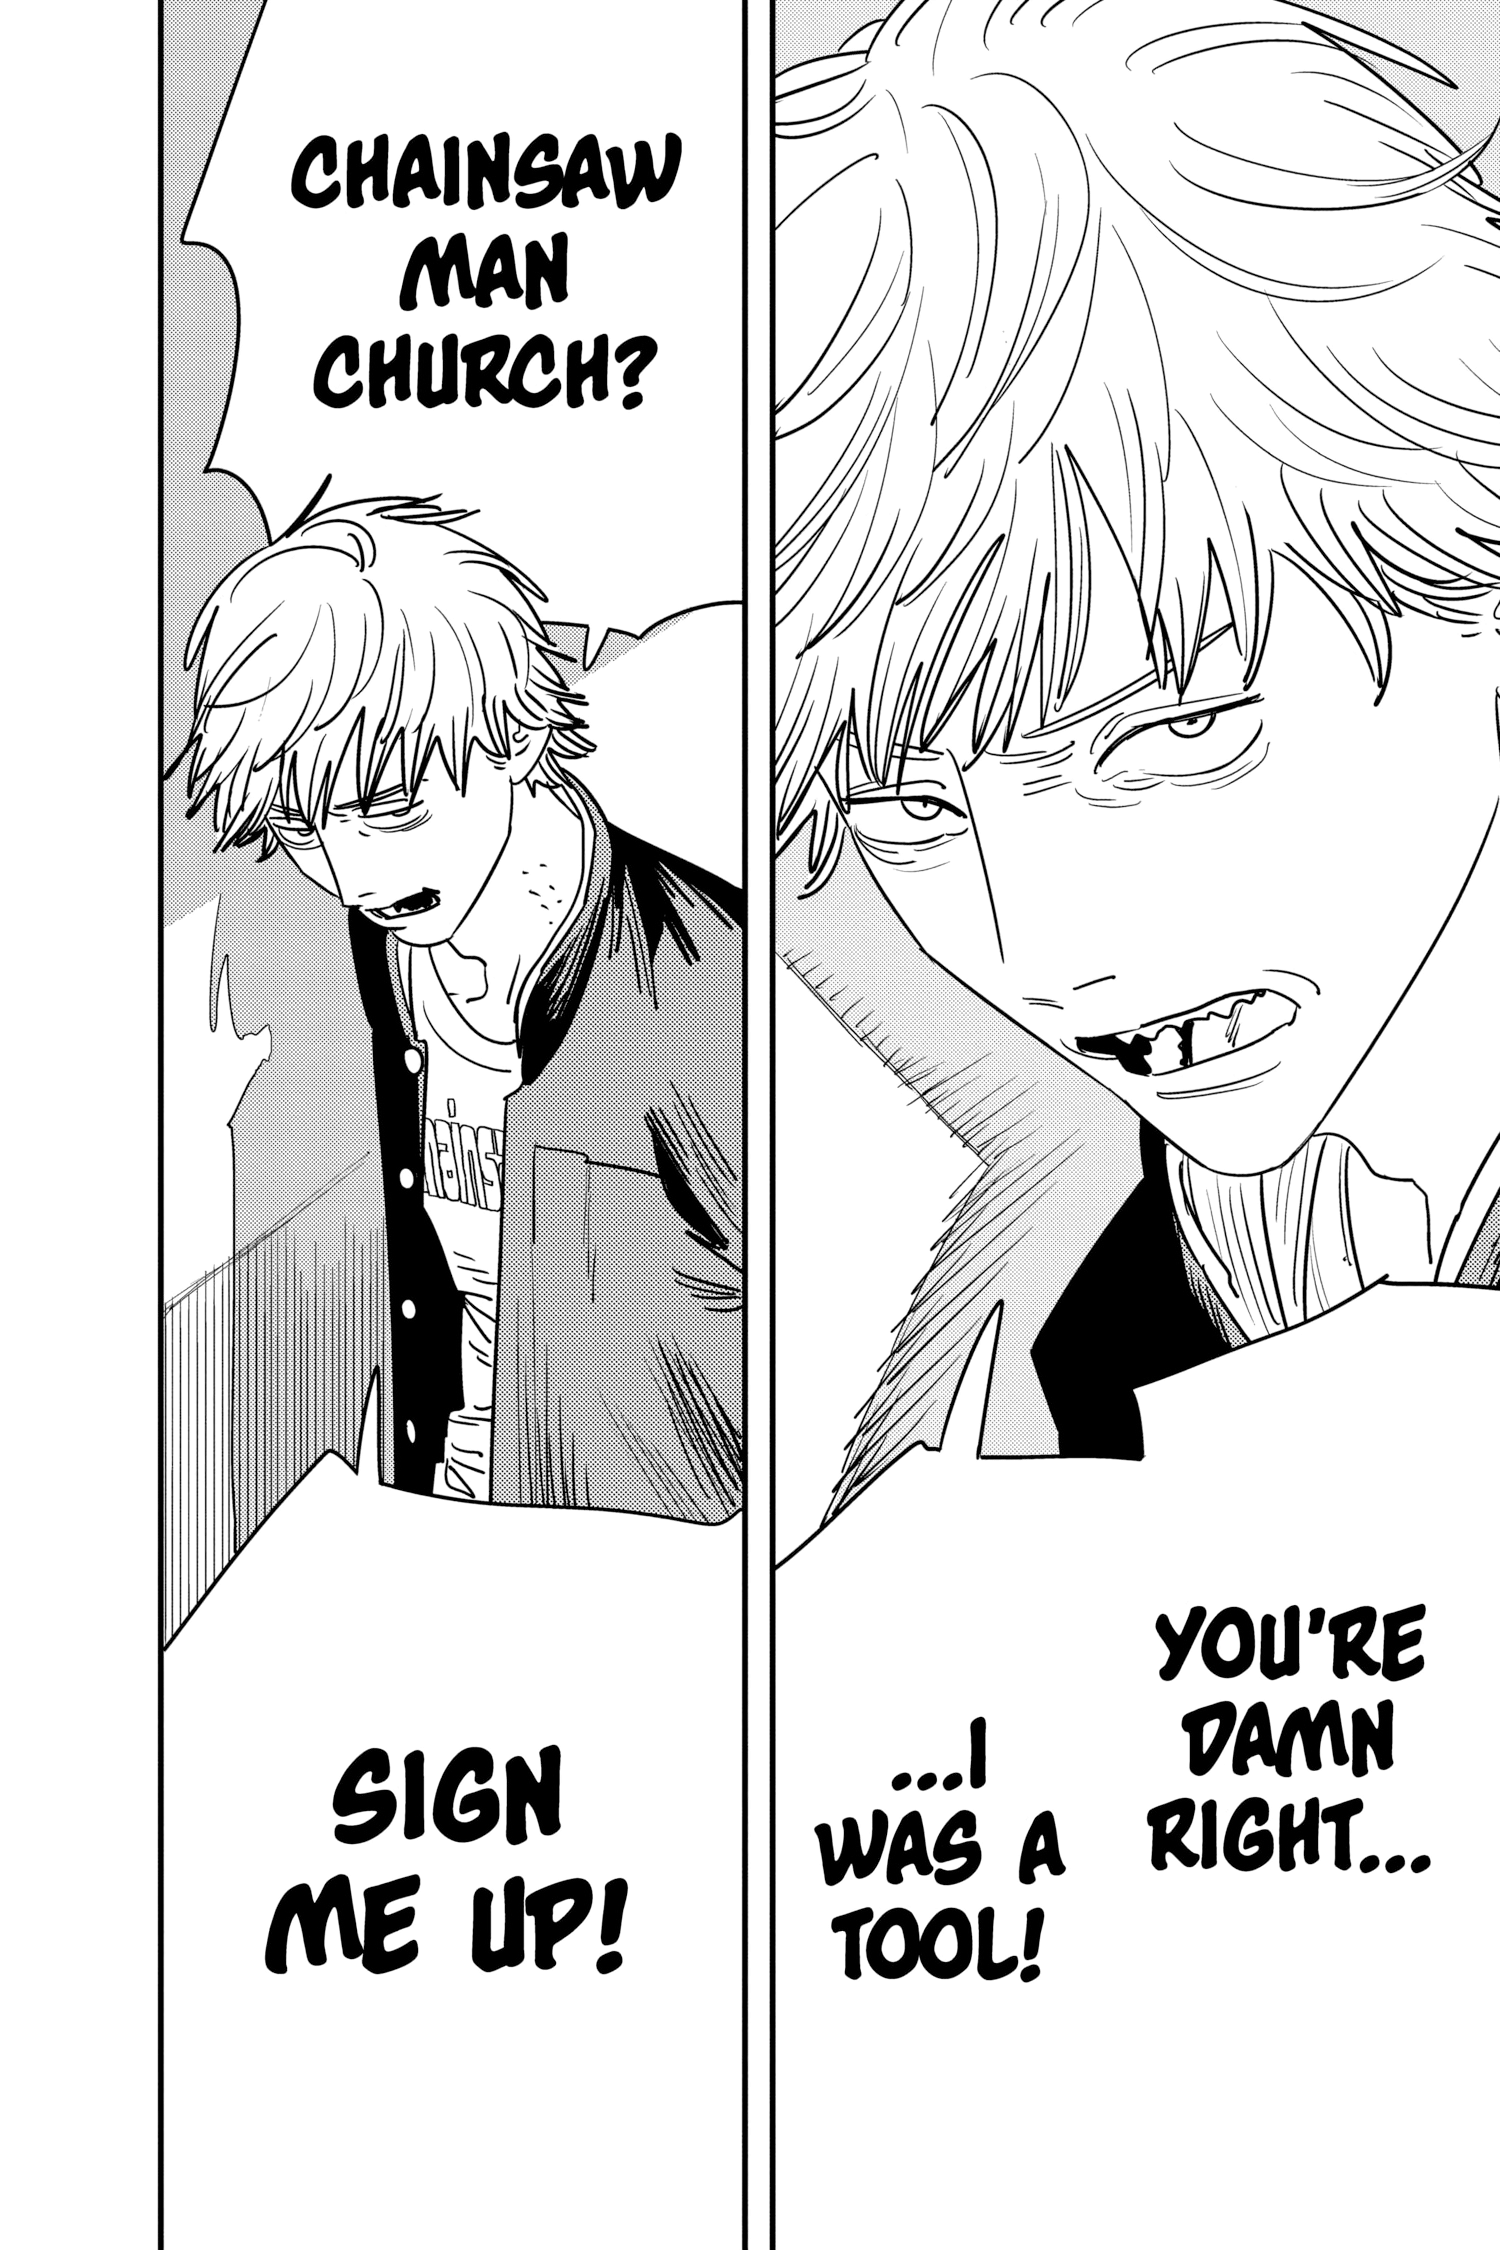 YOU'RE
DAMN
RIGHT...
...I
WAS A
TOOL!
CHAINSAW
MAN
CHURCH?
SIGN
ME UP!